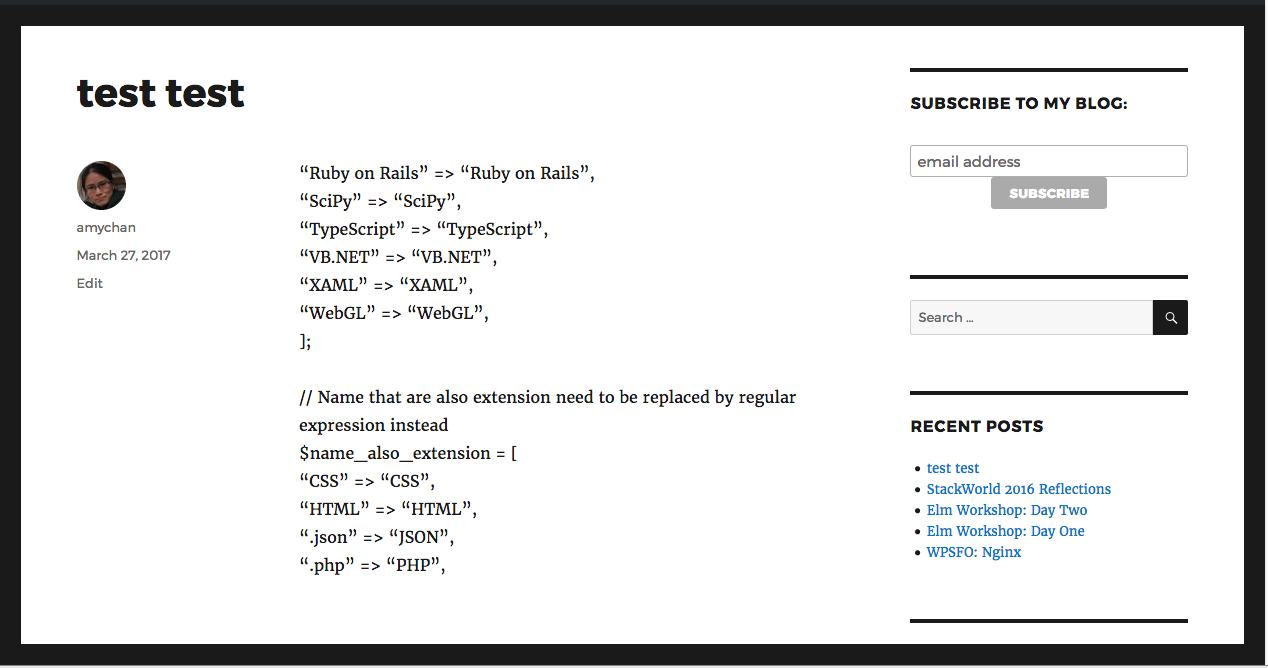 test test
amychan
March 27, 2017
Edit
“Ruby on Rails” => “Ruby on Rails”,
“SciPy” => “SciPy”,
“TypeScript” => “TypeScript”,
“VB.NET” => “VB.NET”,
“XAML” => “XAML”,
“WebGL” => “WebGL”,
];
// Name that are also extension need to be replaced by regular
expression instead
$name_also_extension = [
“CSS” => “CSS”,
“HTML” => “HTML”,
“.json” => “JSON”,
“.php” => “PHP”,
SUBSCRIBE TO MY BLOG:
email address
SUBSCRIBE
Search …
RECENT POSTS
test test
StackWorld 2016 Reflections
Elm Workshop: Day Two
Elm Workshop: Day One
WPSFO: Nginx